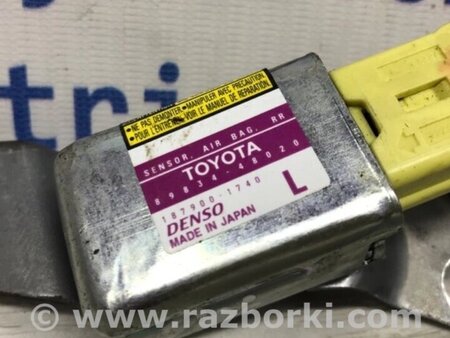 •NE PAS DEMONTER •MANIPULER AVEC PRECAUTION.
•POUR L'ENTRETIEN VOIR LE MANUEL DE REPARATION.
SENSOR, AIR BAG, RR
TOYOTA
89834-48020
187900-1740
DENSO
MADE IN JAPAN
L
© www.razborki.com/